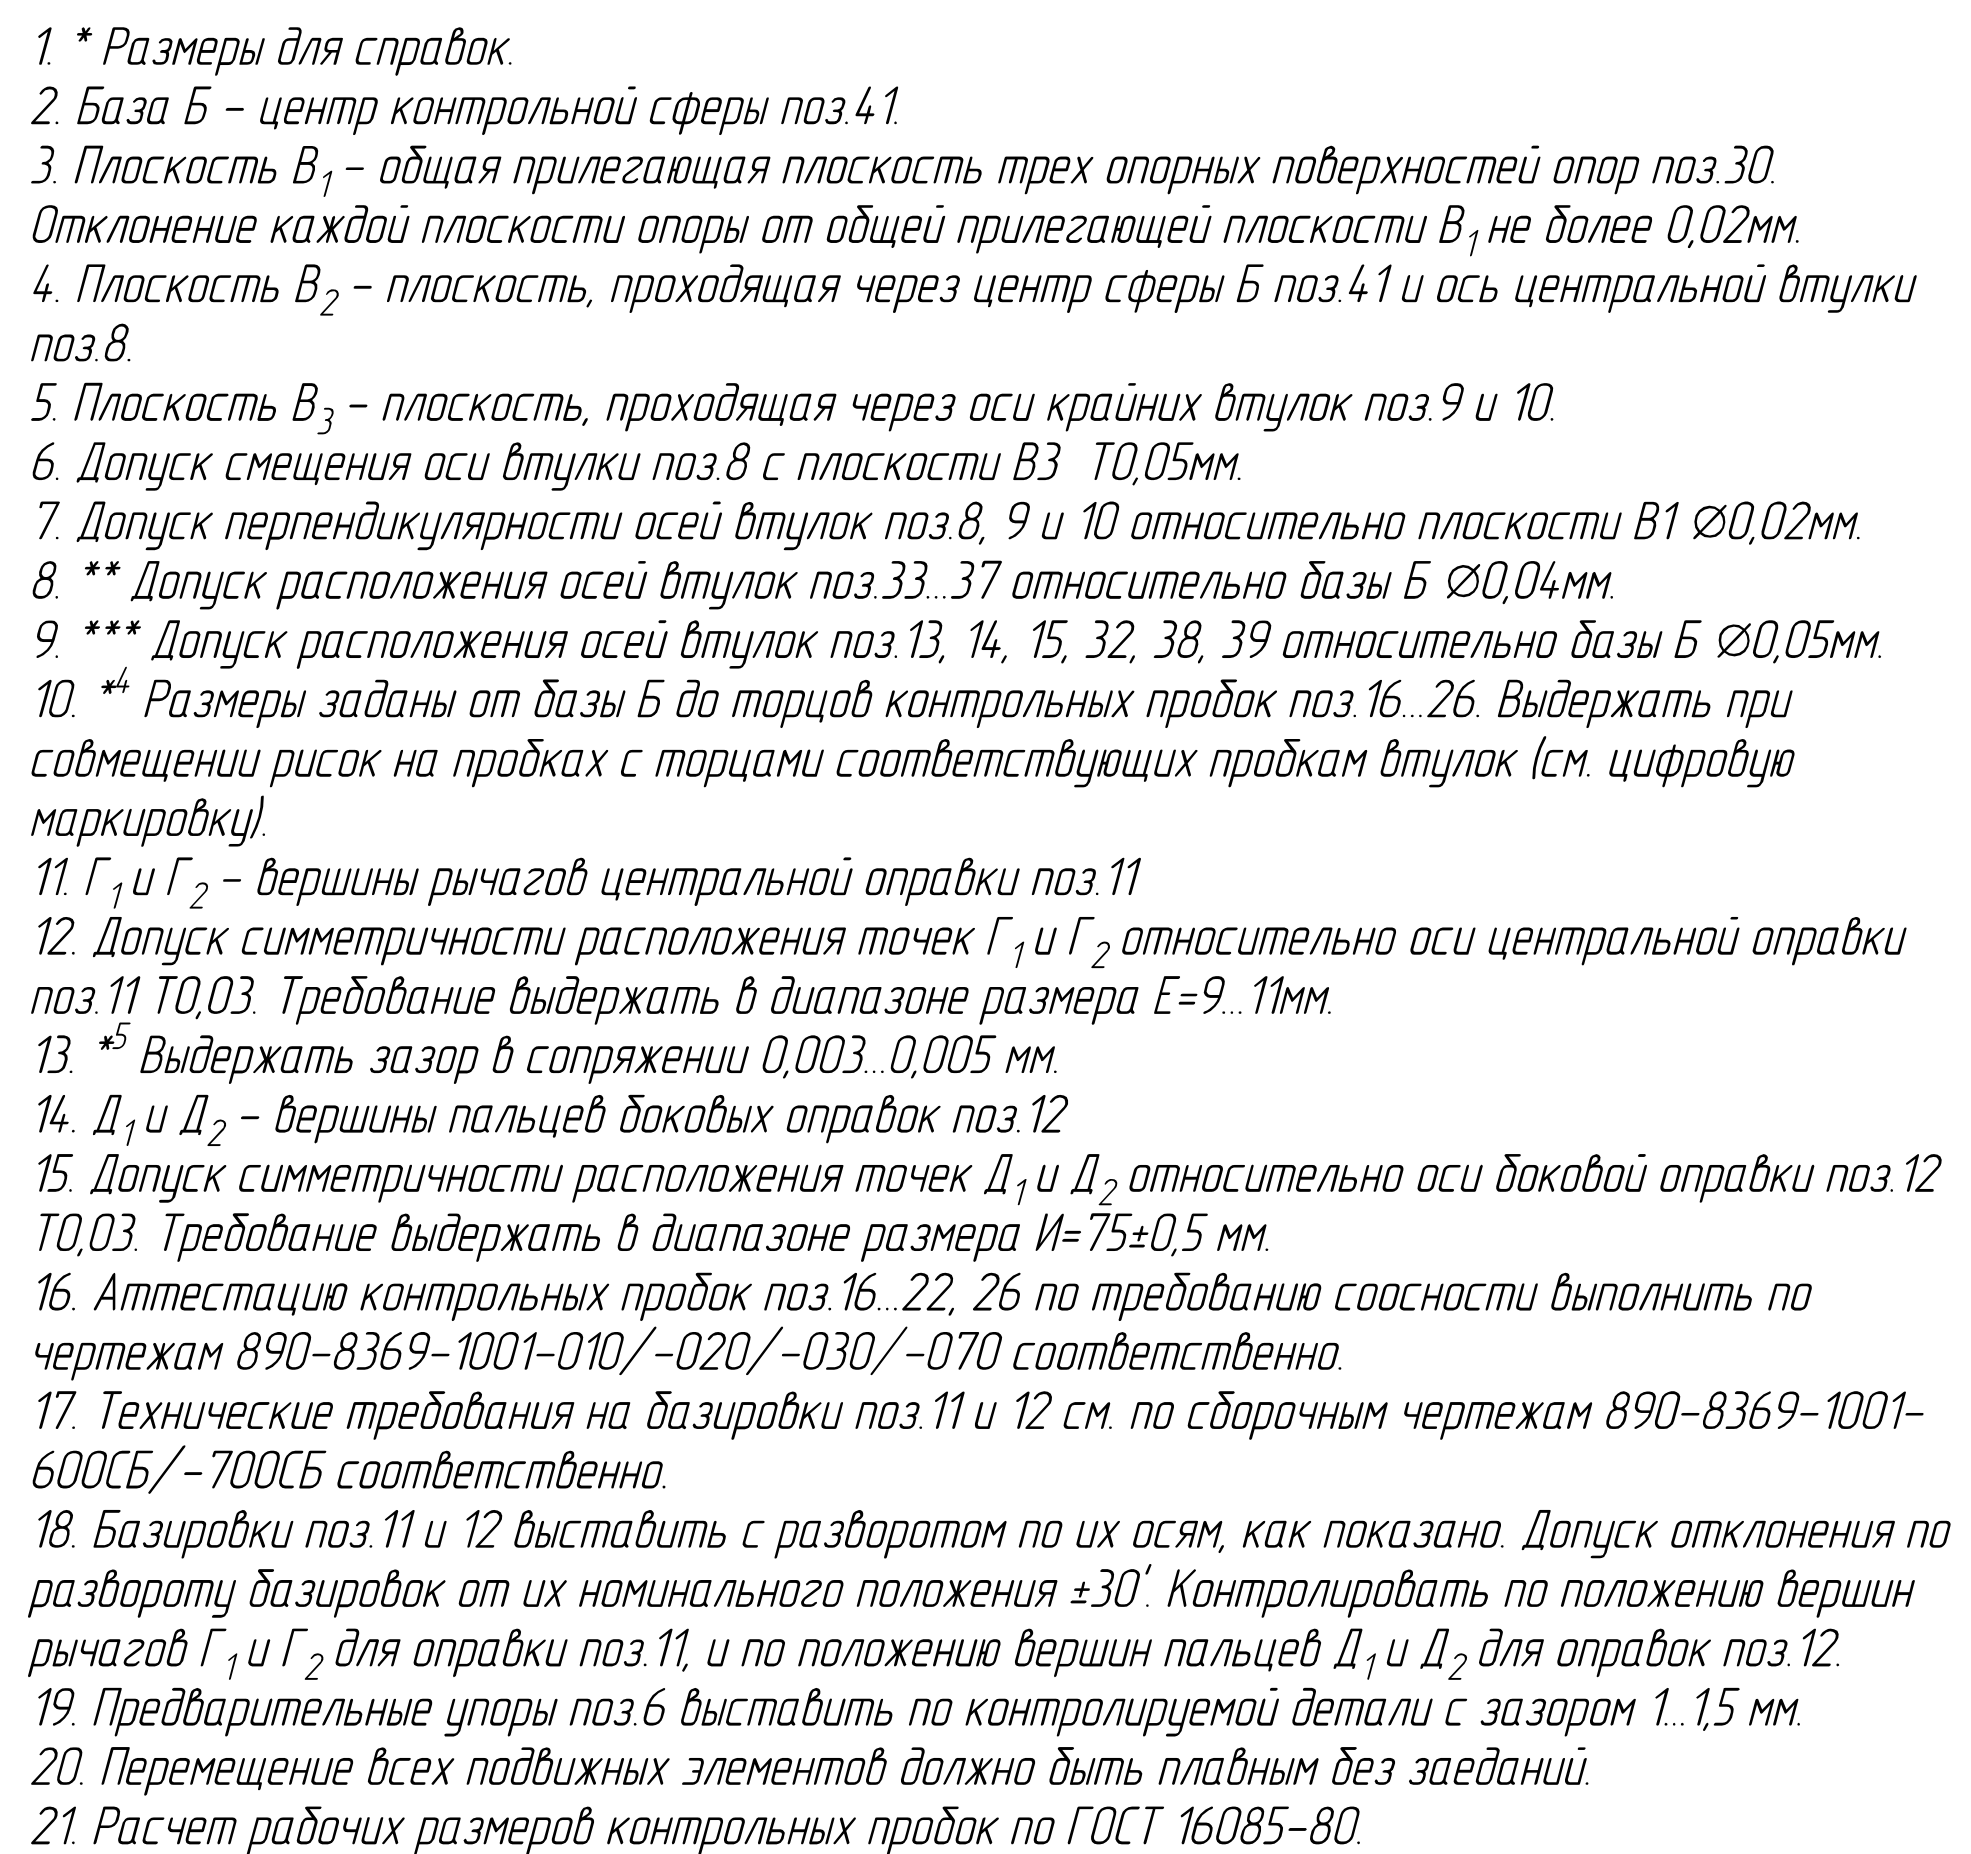 1. * Размеры для справок.
2. База Б – центр контрольной сферы поз.41.
3. Плоскость В₁ – общая прилегающая плоскость трех опорных поверхностей опор поз.30.
Отклонение каждой плоскости опоры от общей прилегающей плоскости В₁ не более 0,02мм.
4. Плоскость В₂ – плоскость, проходящая через центр сферы Б поз.41 и ось центральной втулки
поз.8.
5. Плоскость В₃ – плоскость, проходящая через оси крайних втулок поз.9 и 10.
6. Допуск смещения оси втулки поз.8 с плоскости В3  Т0,05мм.
7. Допуск перпендикулярности осей втулок поз.8, 9 и 10 относительно плоскости В1 ∅0,02мм.
8. ** Допуск расположения осей втулок поз.33...37 относительно базы Б ∅0,04мм.
9. *** Допуск расположения осей втулок поз.13, 14, 15, 32, 38, 39 относительно базы Б ∅0,05мм.
10. *⁴ Размеры заданы от базы Б до торцов контрольных пробок поз.16...26. Выдержать при
совмещении рисок на пробках с торцами соответствующих пробкам втулок (см. цифровую
маркировку).
11. Г₁ и Г₂ – вершины рычагов центральной оправки поз.11
12. Допуск симметричности расположения точек Г₁ и Г₂ относительно оси центральной оправки
поз.11 Т0,03. Требование выдержать в диапазоне размера Е=9...11мм.
13. *⁵ Выдержать зазор в сопряжении 0,003...0,005 мм.
14. Д₁ и Д₂ – вершины пальцев боковых оправок поз.12
15. Допуск симметричности расположения точек Д₁ и Д₂ относительно оси боковой оправки поз.12
Т0,03. Требование выдержать в диапазоне размера И=75±0,5 мм.
16. Аттестацию контрольных пробок поз.16...22, 26 по требованию соосности выполнить по
чертежам 890-8369-1001-010/-020/-030/-070 соответственно.
17. Технические требования на базировки поз.11 и 12 см. по сборочным чертежам 890-8369-1001-
600СБ/-700СБ соответственно.
18. Базировки поз.11 и 12 выставить с разворотом по их осям, как показано. Допуск отклонения по
развороту базировок от их номинального положения ±30'. Контролировать по положению вершин
рычагов Г₁ и Г₂ для оправки поз.11, и по положению вершин пальцев Д₁ и Д₂ для оправок поз.12.
19. Предварительные упоры поз.6 выставить по контролируемой детали с зазором 1...1,5 мм.
20. Перемещение всех подвижных элементов должно быть плавным без заеданий.
21. Расчет рабочих размеров контрольных пробок по ГОСТ 16085-80.